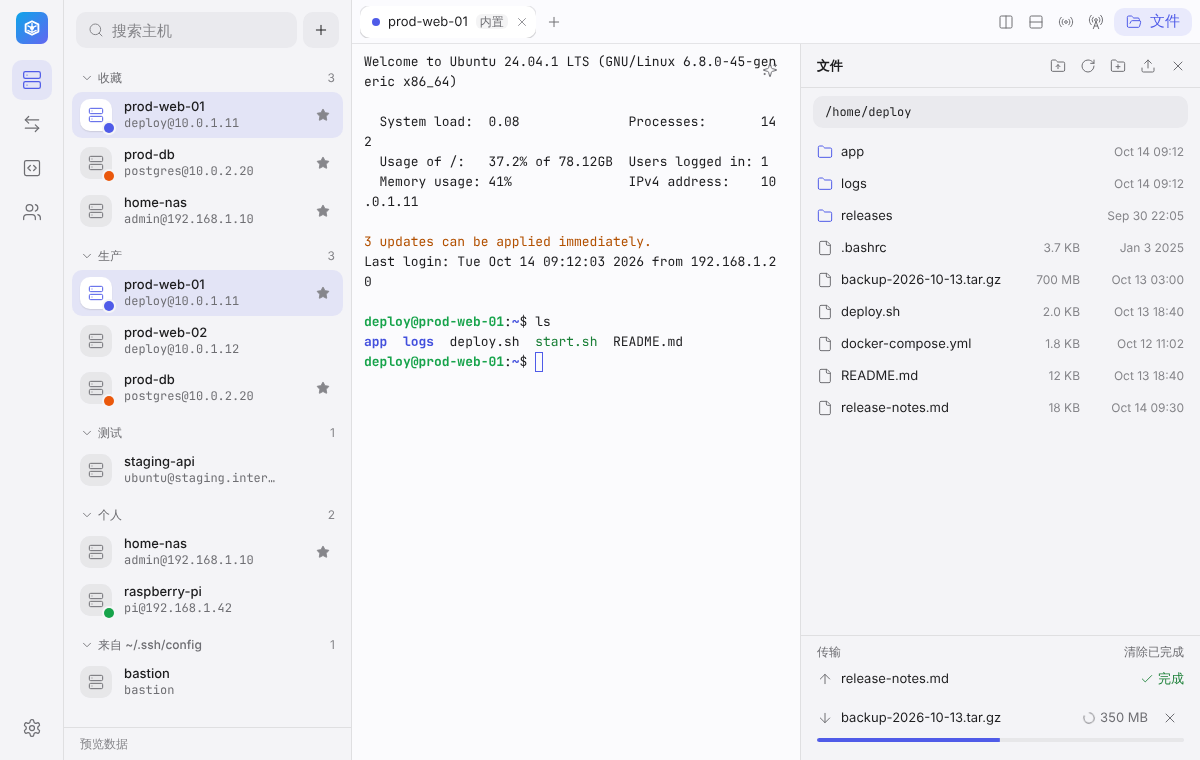 搜索主机
收藏 3
prod-web-01
deploy@10.0.1.11
prod-db
postgres@10.0.2.20
home-nas
admin@192.168.1.10
生产 3
prod-web-01
deploy@10.0.1.11
prod-web-02
deploy@10.0.1.12
prod-db
postgres@10.0.2.20
测试 1
staging-api
ubuntu@staging.inter…
个人 2
home-nas
admin@192.168.1.10
raspberry-pi
pi@192.168.1.42
来自 ~/.ssh/config 1
bastion
bastion
预览数据
prod-web-01 内置
文件
Welcome to Ubuntu 24.04.1 LTS (GNU/Linux 6.8.0-45-gen
eric x86_64)
System load: 0.08 Processes: 14
2
Usage of /: 37.2% of 78.12GB Users logged in: 1
Memory usage: 41% IPv4 address: 10
.0.1.11
3 updates can be applied immediately.
Last login: Tue Oct 14 09:12:03 2026 from 192.168.1.2
0
deploy@prod-web-01:~$ ls
app logs deploy.sh start.sh README.md
deploy@prod-web-01:~$
文件
/home/deploy
app Oct 14 09:12
logs Oct 14 09:12
releases Sep 30 22:05
.bashrc 3.7 KB Jan 3 2025
backup-2026-10-13.tar.gz 700 MB Oct 13 03:00
deploy.sh 2.0 KB Oct 13 18:40
docker-compose.yml 1.8 KB Oct 12 11:02
README.md 12 KB Oct 13 18:40
release-notes.md 18 KB Oct 14 09:30
传输 清除已完成
release-notes.md 完成
backup-2026-10-13.tar.gz 350 MB